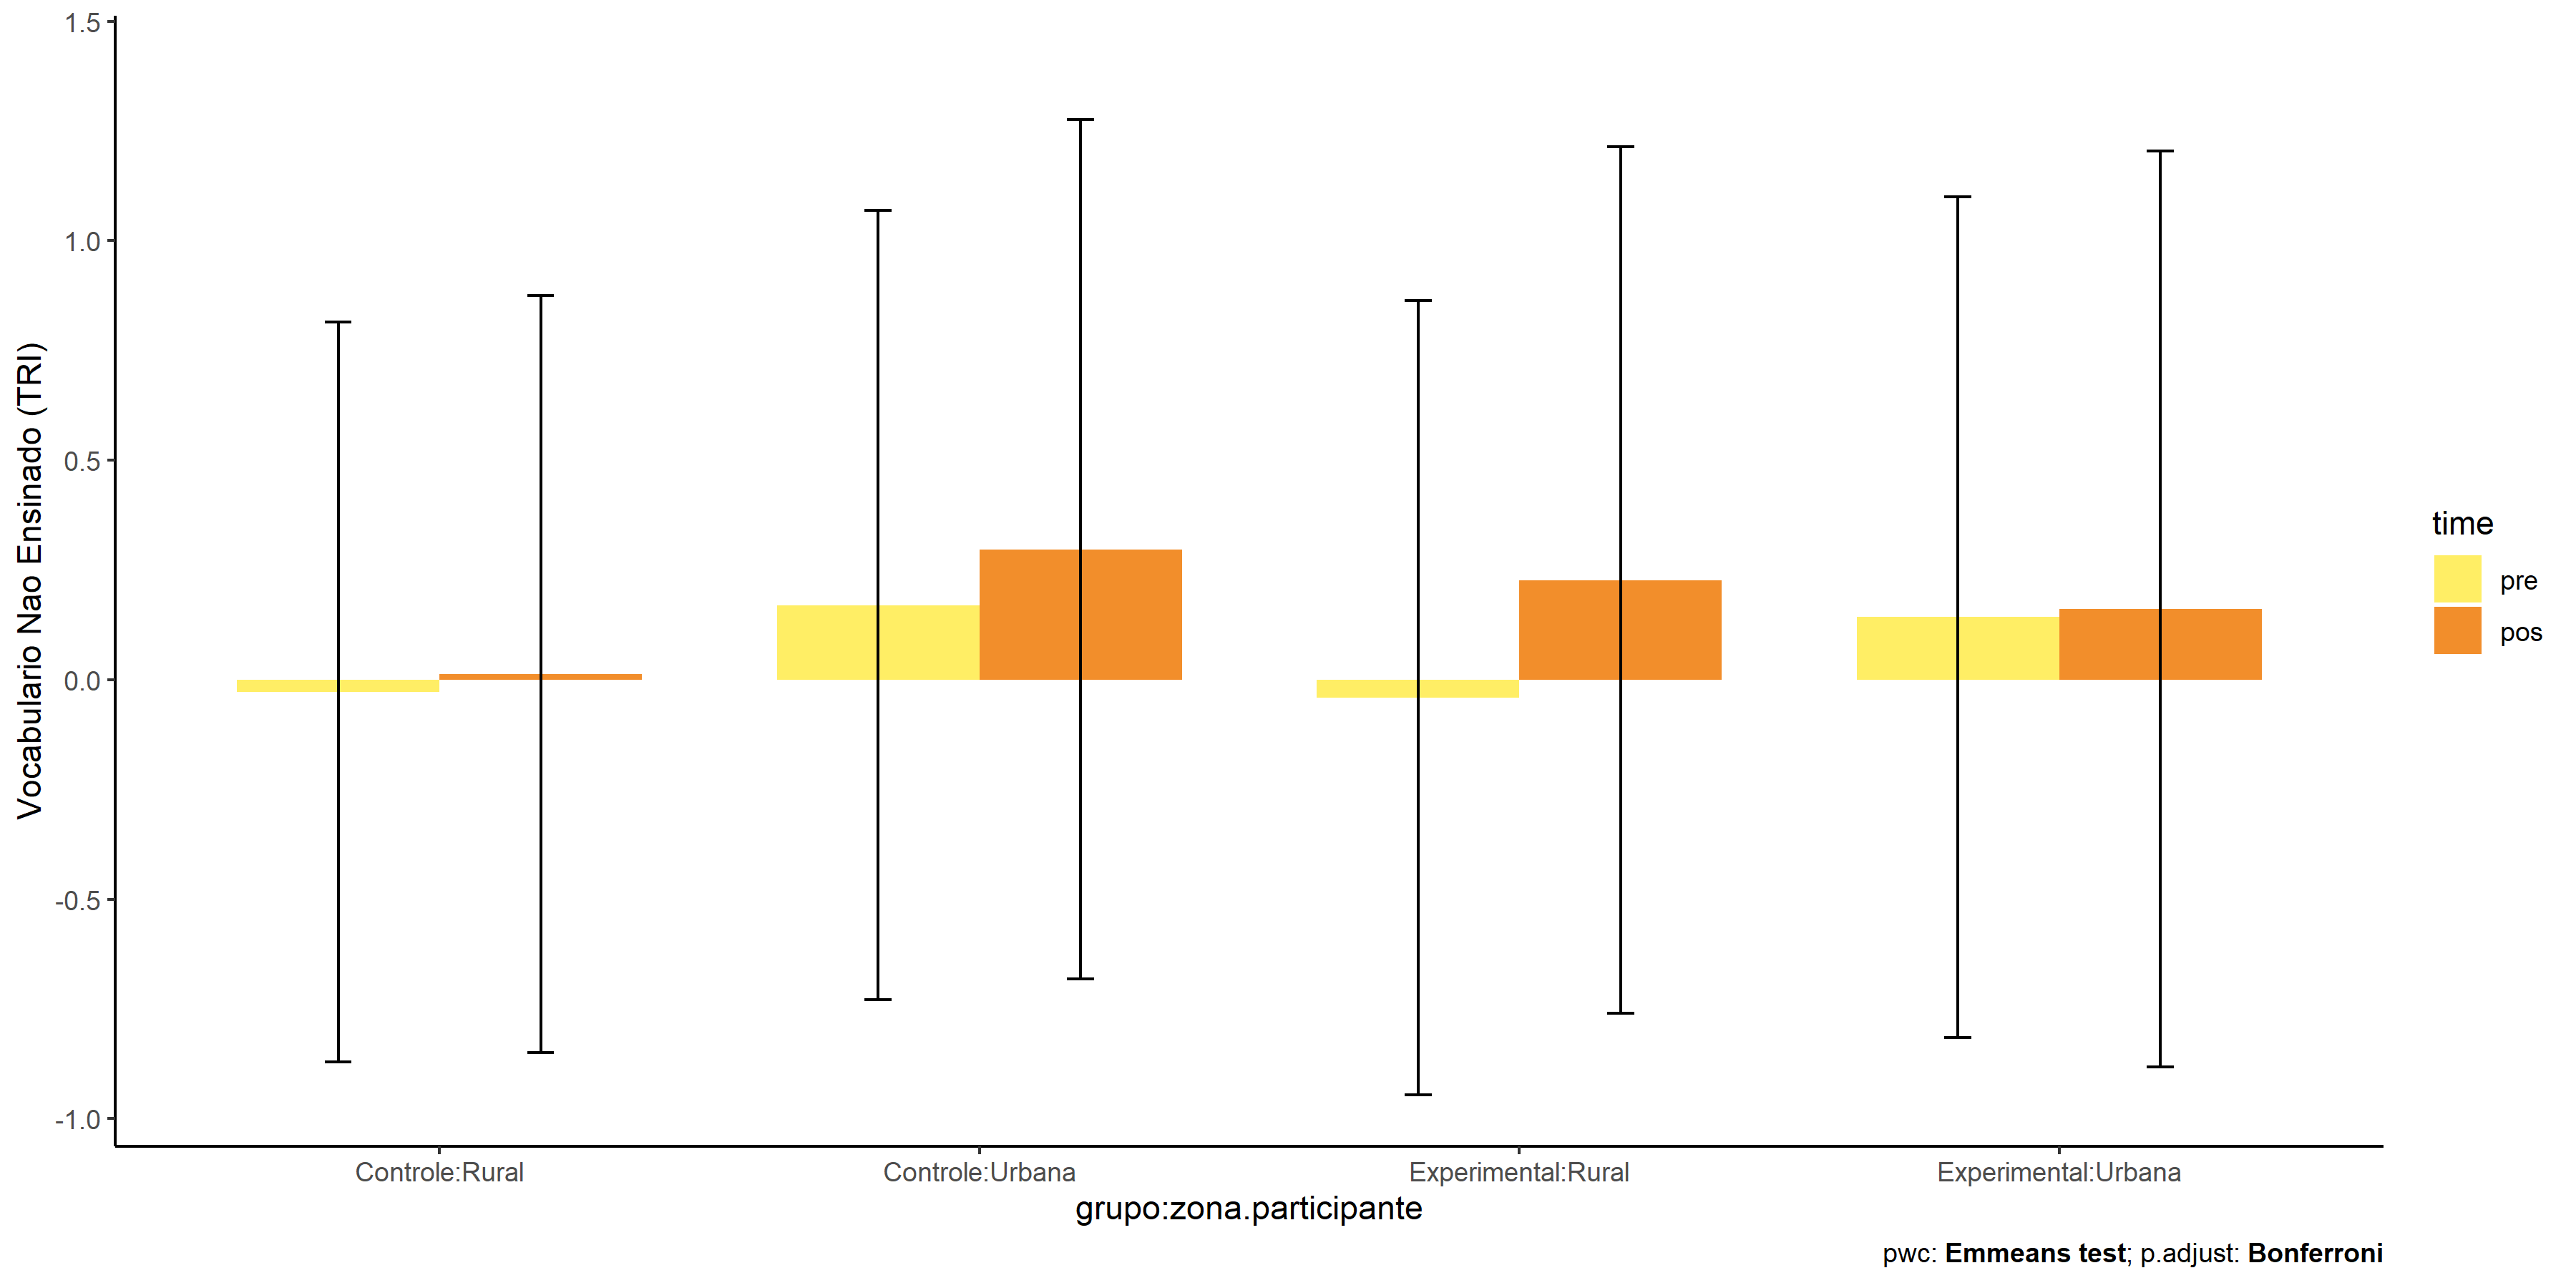 1.5
1.0
0.5
0.0
-0.5
-1.0
Vocabulario Nao Ensinado (TRI)
Controle:Rural
Controle:Urbana
Experimental:Rural
Experimental:Urbana
grupo:zona.participante
time
pre
pos
pwc: Emmeans test; p.adjust: Bonferroni